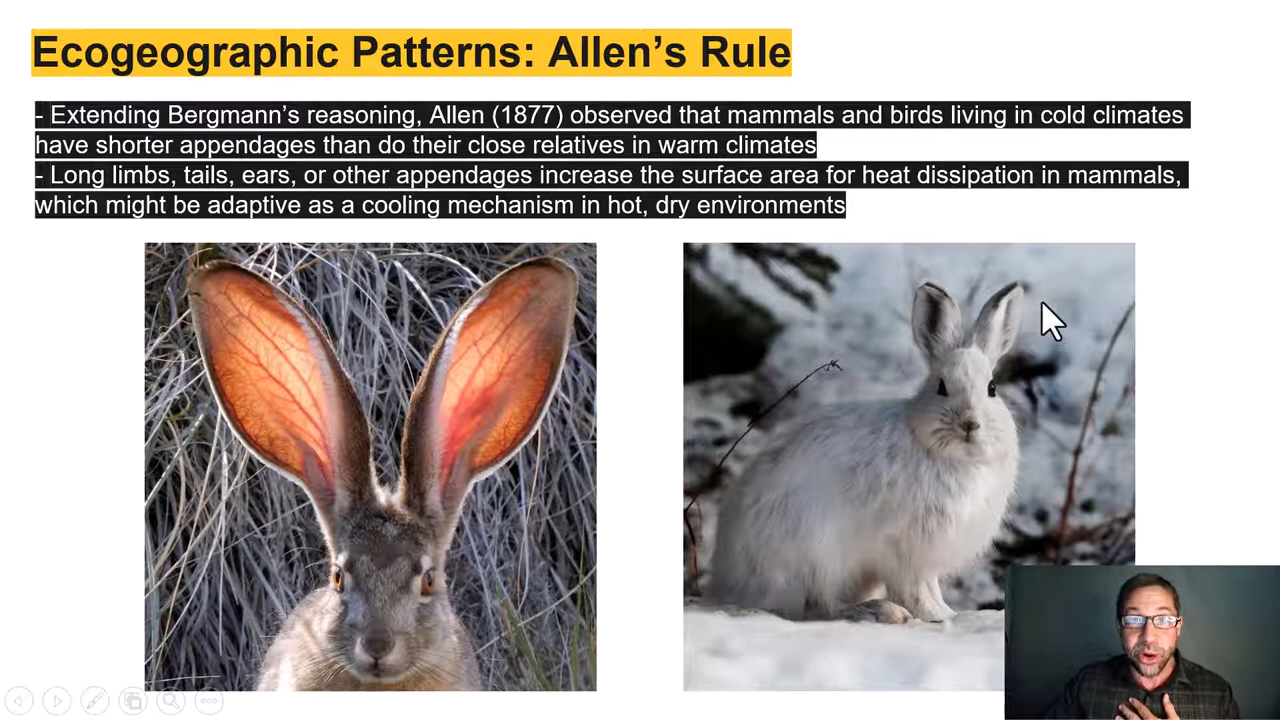 Ecogeographic Patterns: Allen’s Rule
- Extending Bergmann’s reasoning, Allen (1877) observed that mammals and birds living in cold climates
have shorter appendages than do their close relatives in warm climates
- Long limbs, tails, ears, or other appendages increase the surface area for heat dissipation in mammals,
which might be adaptive as a cooling mechanism in hot, dry environments